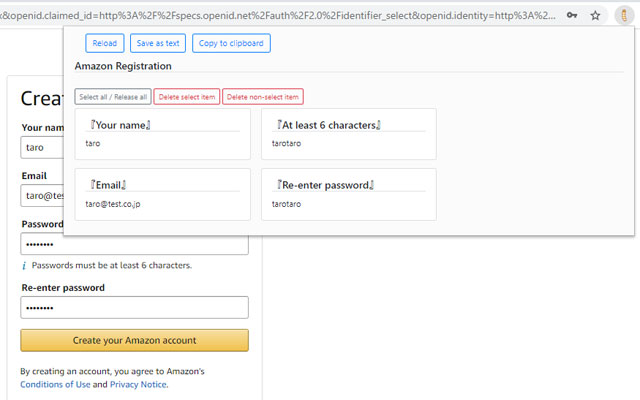 x&openid.claimed_id=http%3A%2F%2Fspecs.openid.net%2Fauth%2F2.0%2Fidentifier_select&openid.identity=http%3A%2...
Reload Save as text Copy to clipboard
Amazon Registration
Select all / Release all Delete select item Delete non-select item
『Your name』
taro
『At least 6 characters』
tarotaro
『Email』
taro@test.co.jp
『Re-enter password』
tarotaro
Crea
Your nam
taro
Email
taro@tes
Password
••••••••
i Passwords must be at least 6 characters.
Re-enter password
••••••••
Create your Amazon account
By creating an account, you agree to Amazon's
Conditions of Use and Privacy Notice.